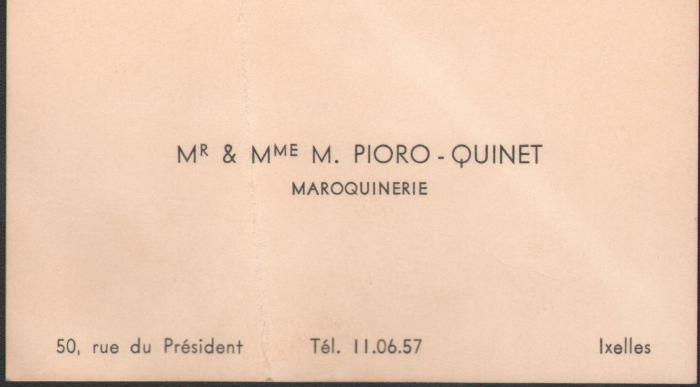 Mʳ & Mᵐᵉ M. PIORO - QUINET
MAROQUINERIE
50, rue du Président Tél. 11.06.57 Ixelles